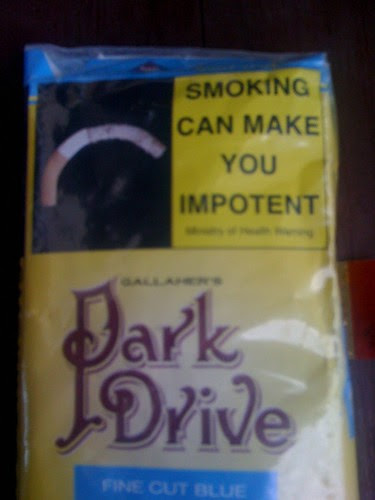 SMOKING
CAN MAKE
YOU
IMPOTENT
Ministry of Health Warning
GALLAHER'S
Park
Drive
FINE CUT BLUE